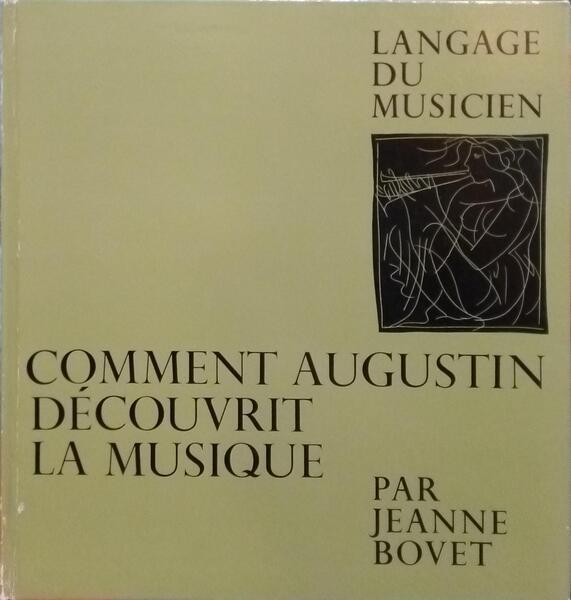 LANGAGE
DU
MUSICIEN
COMMENT AUGUSTIN
DÉCOUVRIT
LA MUSIQUE
PAR
JEANNE
BOVET